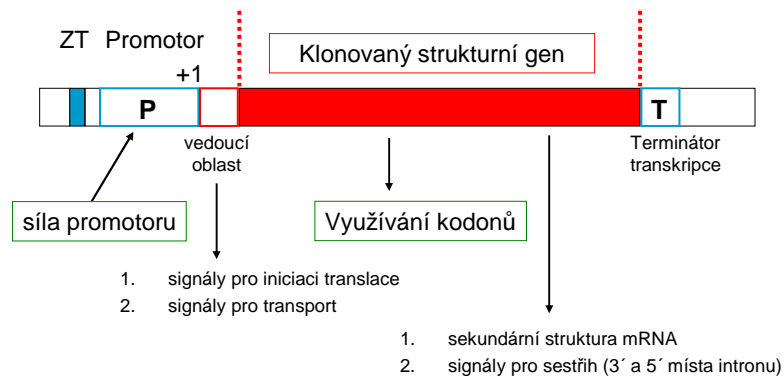 ZT Promotor
+1
Klonovaný strukturní gen
P
T
vedoucí
oblast
Terminátor
transkripce
síla promotoru
Využívání kodonů
1. signály pro iniciaci translace
2. signály pro transport
1. sekundární struktura mRNA
2. signály pro sestřih (3´ a 5´ místa intronu)